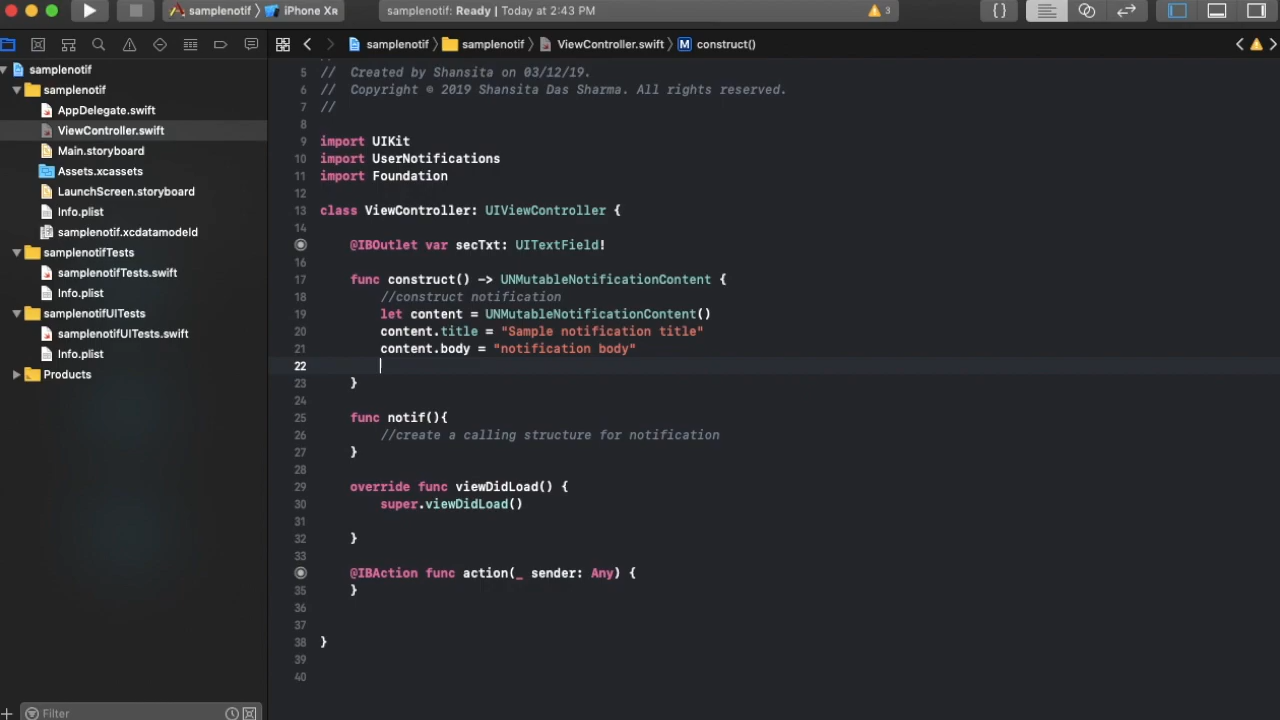 samplenotif 〉 iPhone XR
samplenotif: Ready | Today at 2:43 PM
3
samplenotif 〉 samplenotif 〉 ViewController.swift 〉 M construct()
samplenotif
samplenotif
AppDelegate.swift
ViewController.swift
Main.storyboard
Assets.xcassets
LaunchScreen.storyboard
Info.plist
samplenotif.xcdatamodeld
samplenotifTests
samplenotifTests.swift
Info.plist
samplenotifUITests
samplenotifUITests.swift
Info.plist
Products
Filter
5 //  Created by Shansita on 03/12/19.
6 //  Copyright © 2019 Shansita Das Sharma. All rights reserved.
7 //
8
9 import UIKit
10 import UserNotifications
11 import Foundation
12
13 class ViewController: UIViewController {
14
@IBOutlet var secTxt: UITextField!
16
17 func construct() -> UNMutableNotificationContent {
18 //construct notification
19 let content = UNMutableNotificationContent()
20 content.title = "Sample notification title"
21 content.body = "notification body"
22
23 }
24
25 func notif(){
26 //create a calling structure for notification
27 }
28
29 override func viewDidLoad() {
30 super.viewDidLoad()
31
32 }
33
@IBAction func action(_ sender: Any) {
35 }
36
37
38 }
39
40